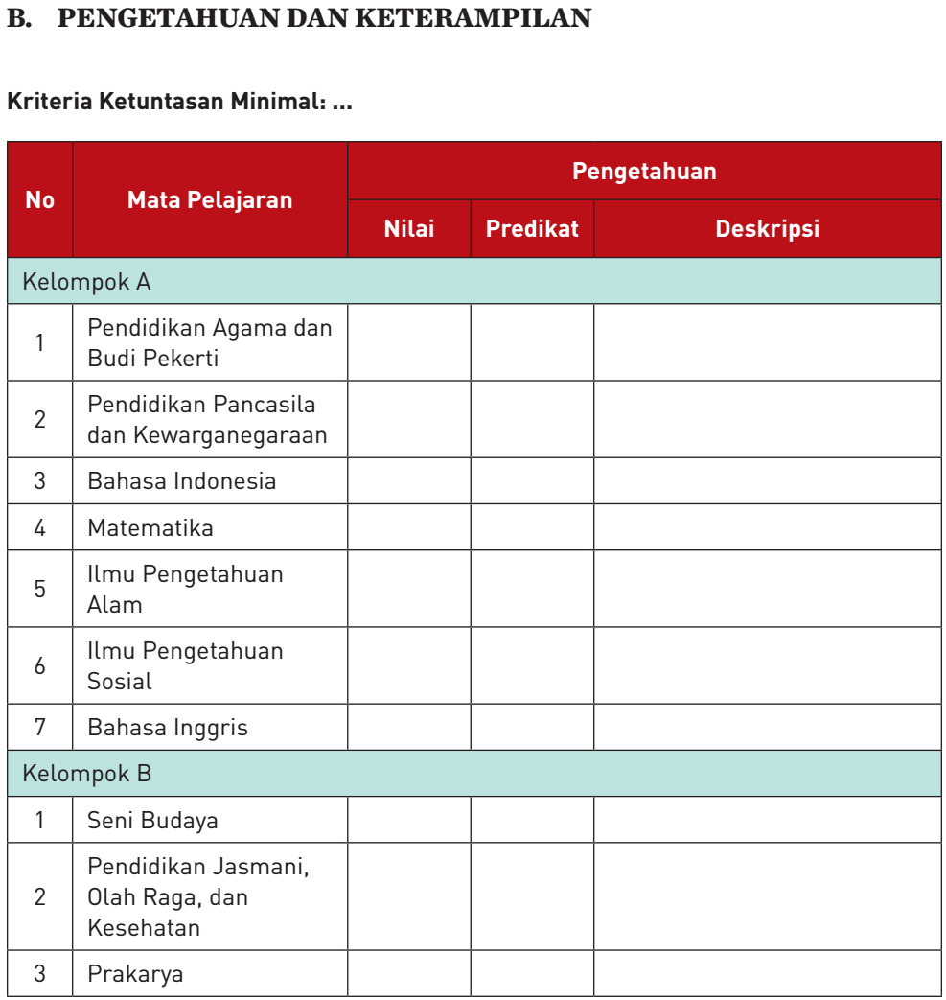 B. PENGETAHUAN DAN KETERAMPILAN
Kriteria Ketuntasan Minimal: ...
No Mata Pelajaran Pengetahuan
Nilai Predikat Deskripsi
Kelompok A
1 Pendidikan Agama dan
Budi Pekerti
2 Pendidikan Pancasila
dan Kewarganegaraan
3 Bahasa Indonesia
4 Matematika
5 Ilmu Pengetahuan
Alam
6 Ilmu Pengetahuan
Sosial
7 Bahasa Inggris
Kelompok B
1 Seni Budaya
2 Pendidikan Jasmani,
Olah Raga, dan
Kesehatan
3 Prakarya